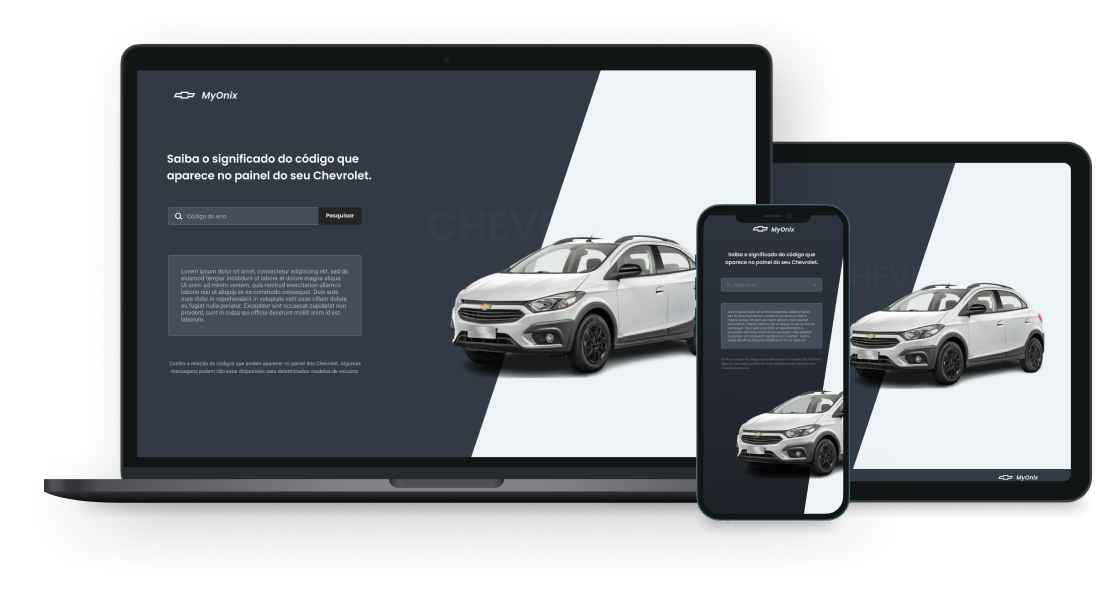 MyOnix
Saiba o significado do código que
aparece no painel do seu Chevrolet.
Código do erro
Pesquisar
Lorem ipsum dolor sit amet, consectetur adipiscing elit, sed do
eiusmod tempor incididunt ut labore et dolore magna aliqua.
Ut enim ad minim veniam, quis nostrud exercitation ullamco
laboris nisi ut aliquip ex ea commodo consequat. Duis aute
irure dolor in reprehenderit in voluptate velit esse cillum dolore
eu fugiat nulla pariatur. Excepteur sint occaecat cupidatat non
proident, sunt in culpa qui officia deserunt mollit anim id est
laborum.
Confira a relação de códigos que podem aparecer no painel dos Chevrolet. Algumas
mensagens podem não estar disponíveis para determinados modelos de veículos.
CHEV
MyOnix
Saiba o significado do código que
aparece no painel do seu Chevrolet.
Código do erro
HEV
MyOnix